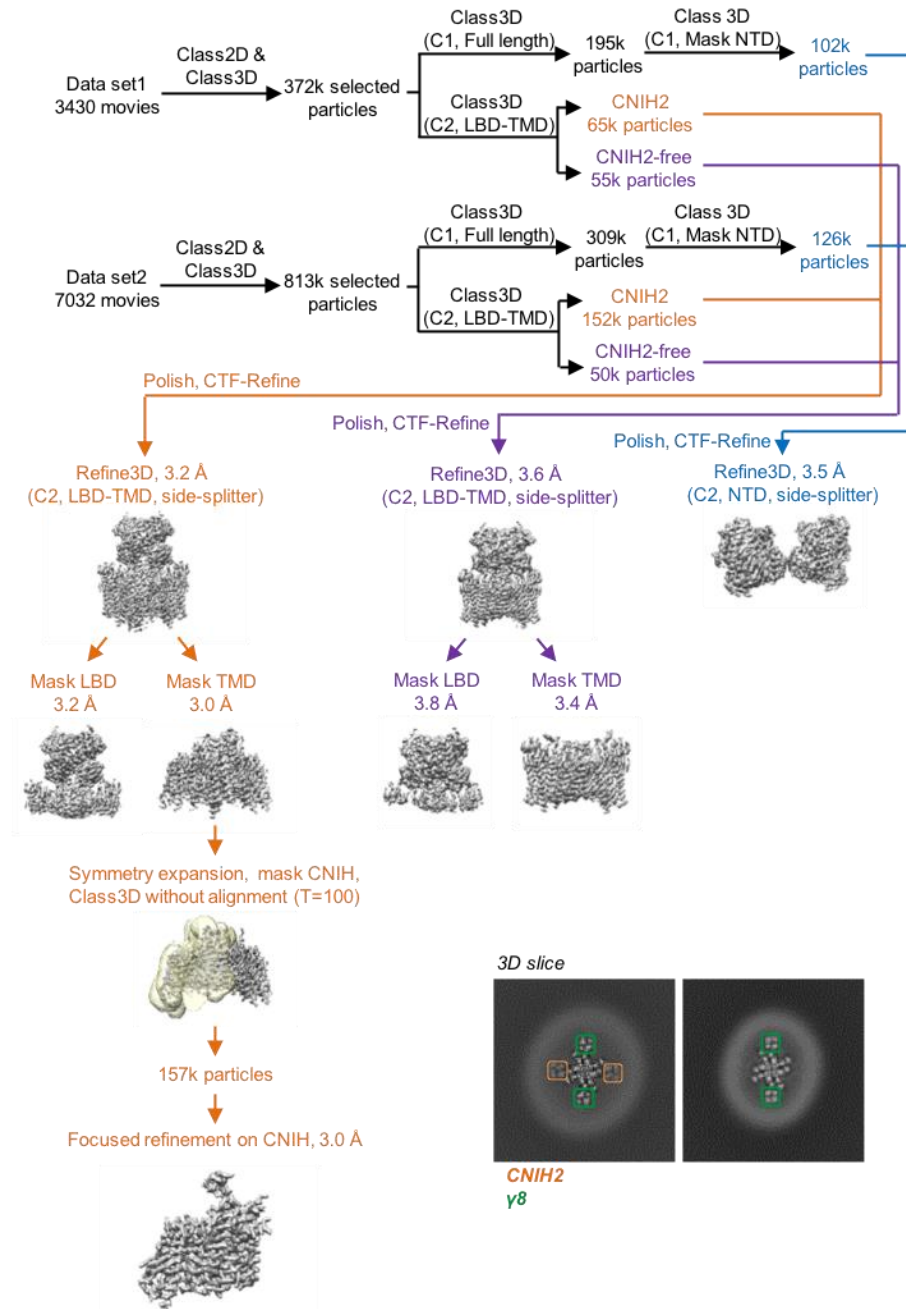 Data set1
3430 movies
Class2D &
Class3D
372k selected
particles
Class3D
(C1, Full length)
195k
particles
Class 3D
(C1, Mask NTD)
102k
particles
Class3D
(C2, LBD-TMD)
CNIH2
65k particles
CNIH2-free
55k particles
Data set2
7032 movies
Class2D &
Class3D
813k selected
particles
Class3D
(C1, Full length)
309k
particles
Class 3D
(C1, Mask NTD)
126k
particles
Class3D
(C2, LBD-TMD)
CNIH2
152k particles
CNIH2-free
50k particles
Polish, CTF-Refine
Refine3D, 3.2 Å
(C2, LBD-TMD, side-splitter)
Mask LBD
3.2 Å
Mask TMD
3.0 Å
Symmetry expansion, mask CNIH,
Class3D without alignment (T=100)
157k particles
Focused refinement on CNIH, 3.0 Å
Polish, CTF-Refine
Refine3D, 3.6 Å
(C2, LBD-TMD, side-splitter)
Mask LBD
3.8 Å
Mask TMD
3.4 Å
Polish, CTF-Refine
Refine3D, 3.5 Å
(C2, NTD, side-splitter)
3D slice
CNIH2
γ8